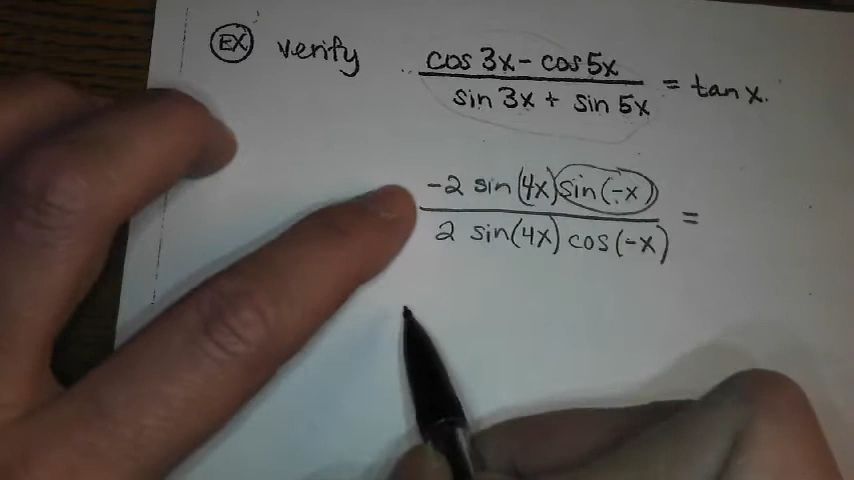 EX verify cos 3x - cos 5x / sin 3x + sin 5x = tan x.
-2 sin(4x) sin(-x) / 2 sin(4x) cos(-x) =